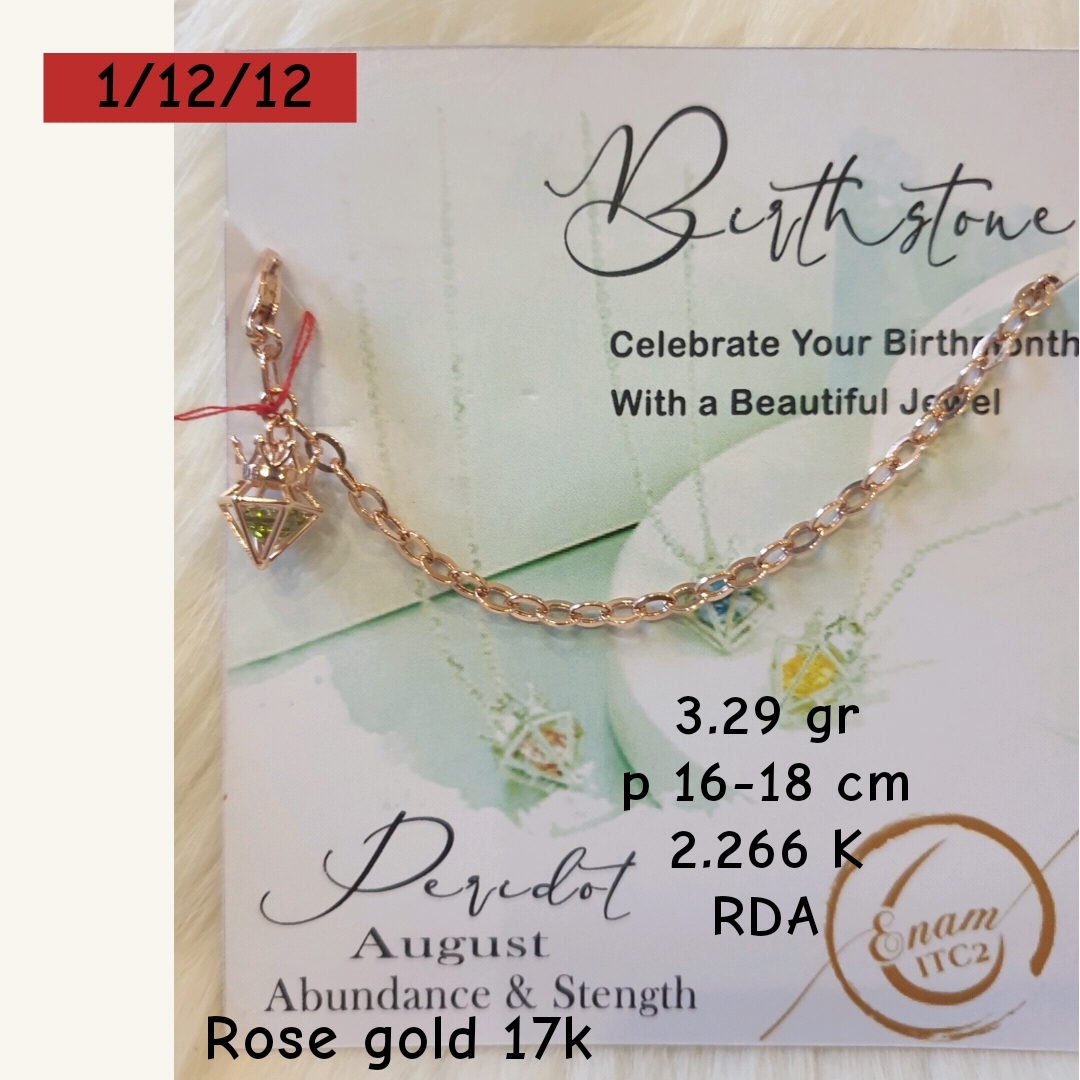 1/12/12
Birthstone
Celebrate Your Birthmonth
With a Beautiful Jewel
3.29 gr
p 16-18 cm
2.266 K
RDA
Enam
ITC2
Peridot
August
Abundance & Stength
Rose gold 17k